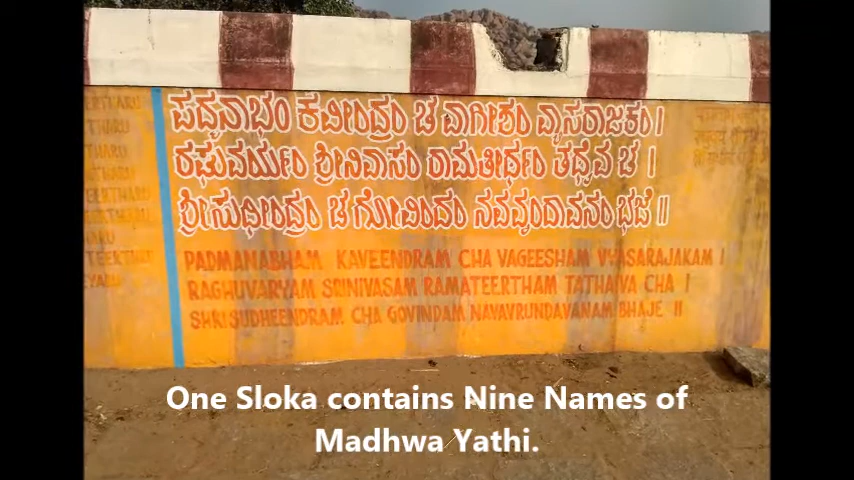 ಪದ್ಮನಾಭಂ ಕವೀಂದ್ರಂ ಚ ವಾಗೀಶಂ ವ್ಯಾಸರಾಜಕಂ |
ರಘುವರ್ಯಂ ಶ್ರೀನಿವಾಸಂ ರಾಮತೀರ್ಥಂ ತಥೈವ ಚ |
ಶ್ರೀಸುಧೀಂದ್ರಂ ಚ ಗೋವಿಂದಂ ನವವೃಂದಾವನಂ ಭಜೆ ||
PADMANABHAM KAVEENDRAM CHA VAGEESHAM VYASARAJAKAM |
RAGHUVARYAM SRINIVASAM RAMATEERTHAM TATHAIVA CHA |
SHRISUDHEENDRAM CHA GOVINDAM NAVAVRUNDAVANAM BHAJE ||
One Sloka contains Nine Names of
Madhwa Yathi.